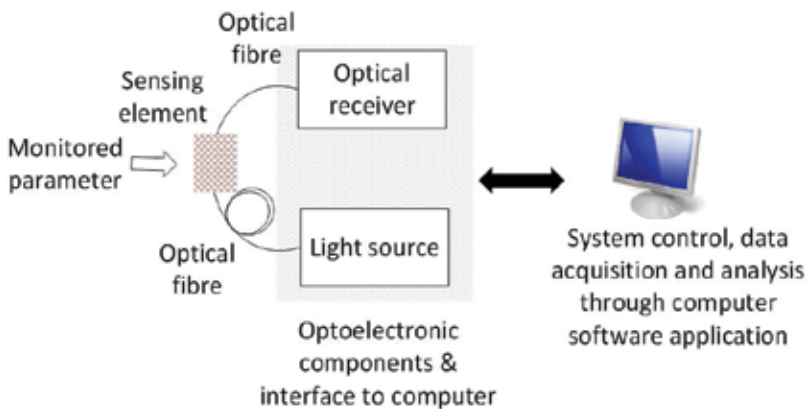 Optical
fibre
Optical
receiver
Sensing
element
Monitored
parameter
Optical
fibre
Light source
Optoelectronic
components &
interface to computer
System control, data
acquisition and analysis
through computer
software application